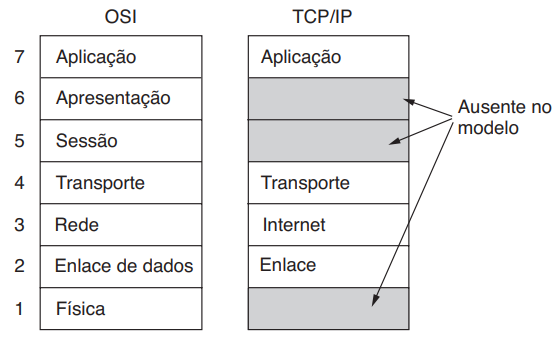 OSI TCP/IP
7 Aplicação Aplicação
6 Apresentação
5 Sessão
Ausente no
modelo
4 Transporte Transporte
3 Rede Internet
2 Enlace de dados Enlace
1 Física